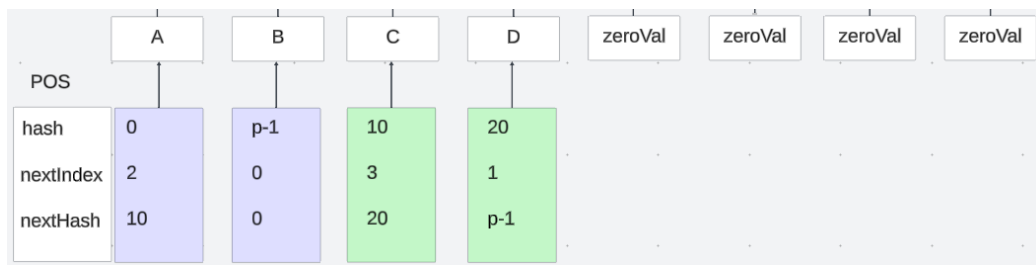 A B C D zeroVal zeroVal zeroVal zeroVal
POS
hash 0 p-1 10 20
nextIndex 2 0 3 1
nextHash 10 0 20 p-1